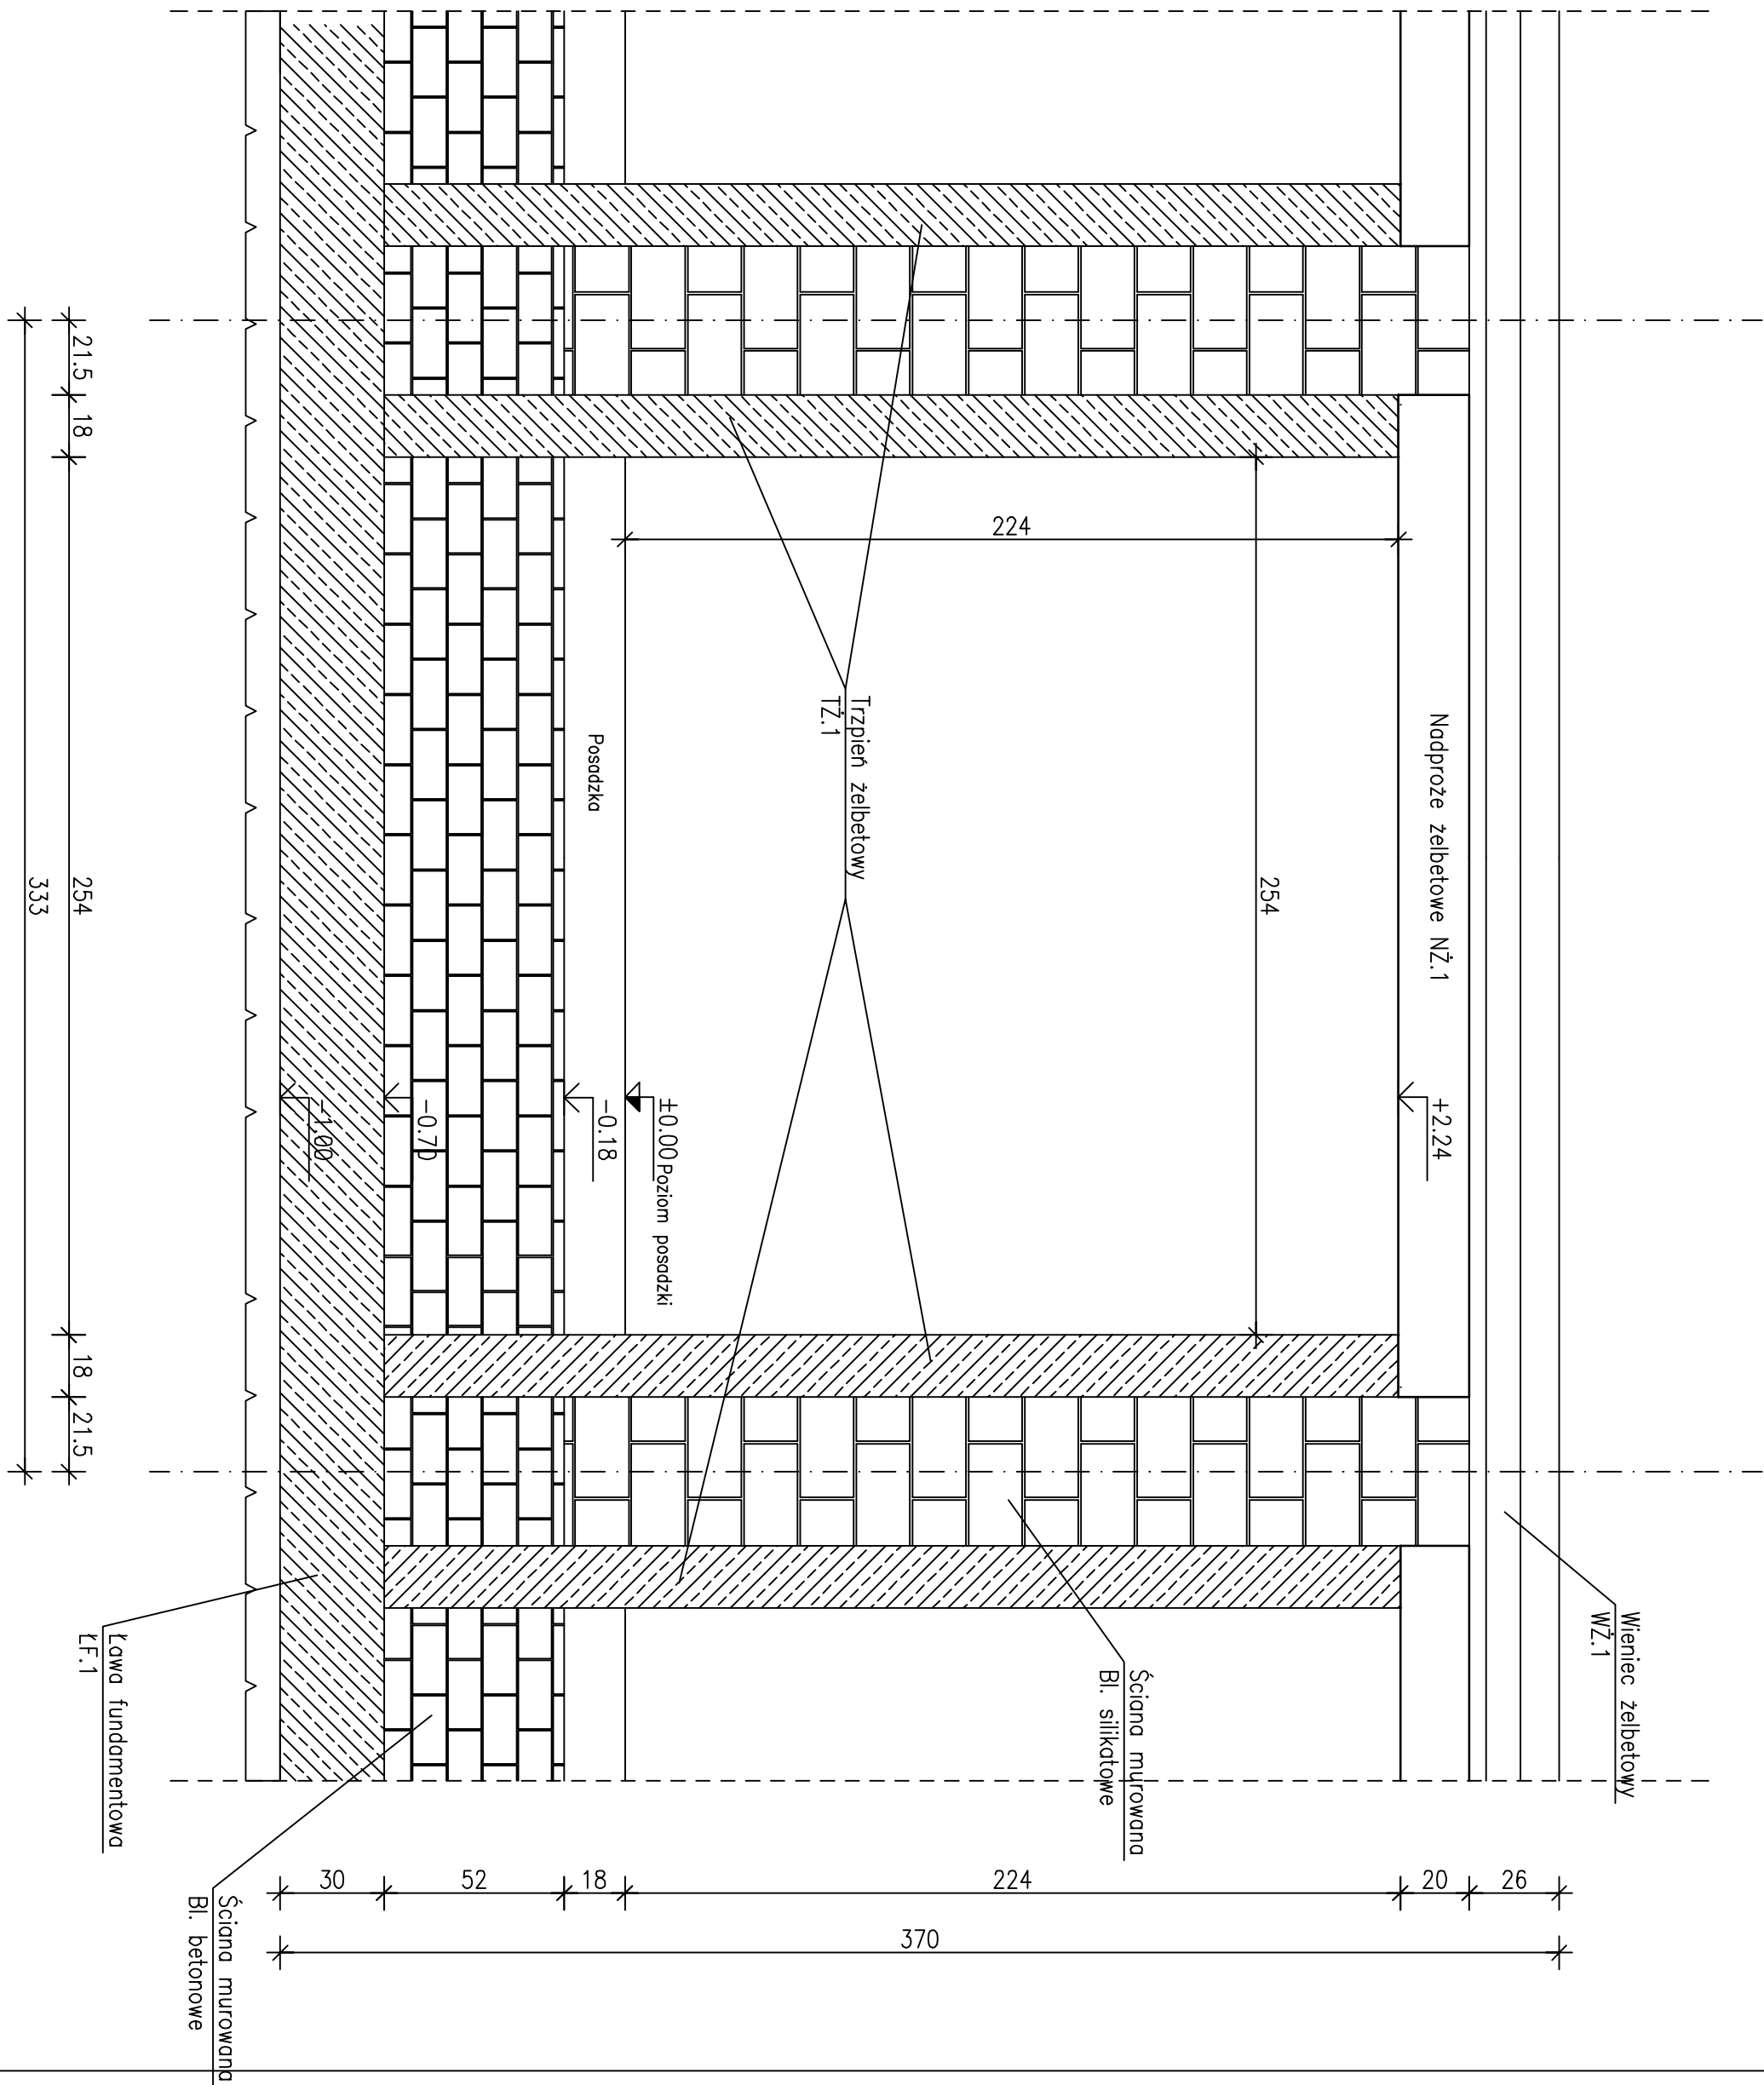 Wieniec żelbetowy
WŻ.1
Nadproże żelbetowe NŻ.1
+2.24
254
224
Ściana murowana
Bl. silikatowe
Trzpień żelbetowy
TŻ.1
±0.00
Poziom posadzki
Posadzka
-0.18
-0.70
-1.00
Ściana murowana
Bl. betonowe
Ława fundamentowa
ŁF.1
21.5
18
254
18
21.5
333
30
52
18
224
20
26
370